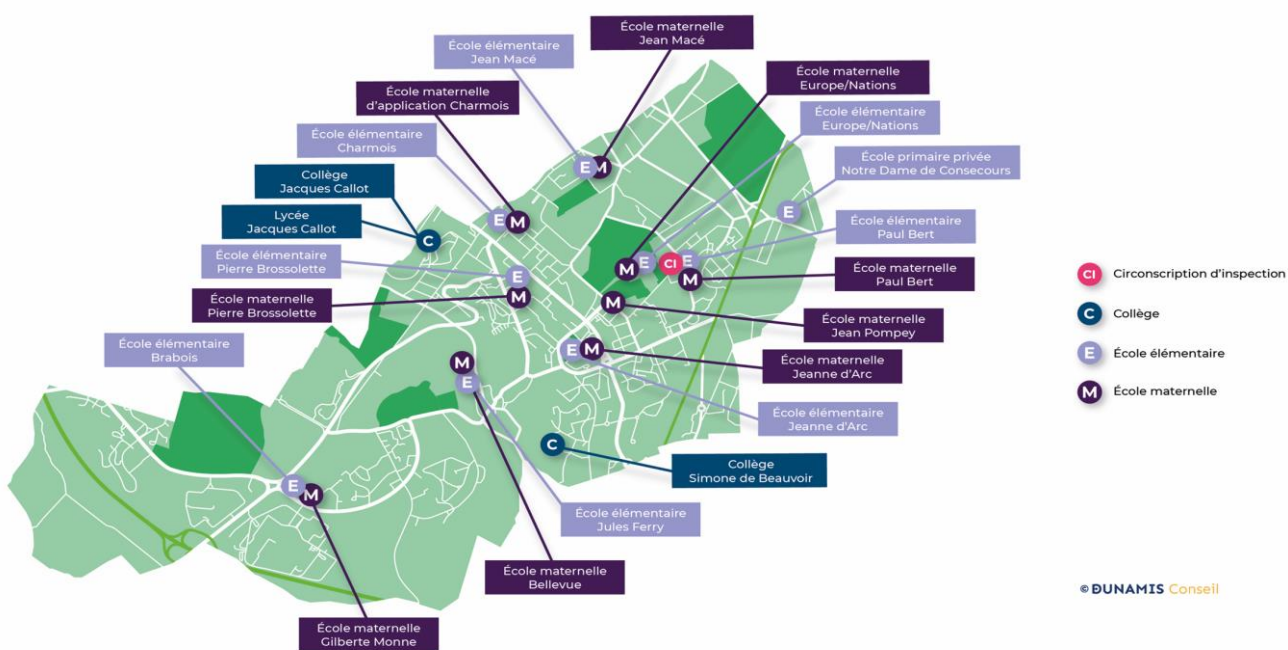 École maternelle
Jean Macé
École élémentaire
Jean Macé
École maternelle
Europe/Nations
École maternelle
d'application Charmois
École élémentaire
Europe/Nations
École élémentaire
Charmois
École primaire privée
Notre Dame de Consecours
Collège
Jacques Callot
Lycée
Jacques Callot
École élémentaire
Paul Bert
École élémentaire
Pierre Brossolette
École maternelle
Paul Bert
École maternelle
Pierre Brossolette
École maternelle
Jean Pompey
École élémentaire
Brabois
École maternelle
Jeanne d'Arc
École élémentaire
Jeanne d'Arc
Collège
Simone de Beauvoir
École élémentaire
Jules Ferry
École maternelle
Bellevue
École maternelle
Gilberte Monne
E M
E M
E
C
M E CI E
M
E
M
M
E M
M
E
C
E M
CI Circonscription d'inspection
C Collège
E École élémentaire
M École maternelle
© DUNAMIS Conseil